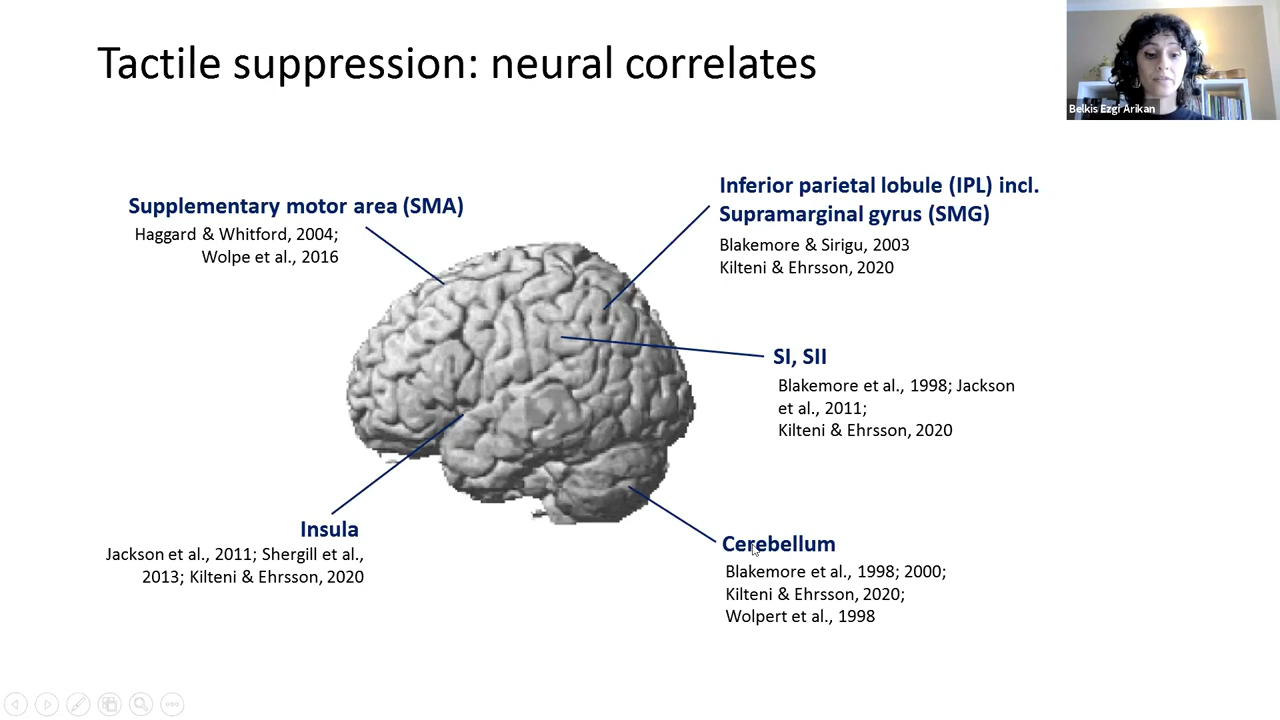 Tactile suppression: neural correlates
Belkis Ezgi Arikan
Supplementary motor area (SMA)
Haggard & Whitford, 2004;
Wolpe et al., 2016
Inferior parietal lobule (IPL) incl.
Supramarginal gyrus (SMG)
Blakemore & Sirigu, 2003
Kilteni & Ehrsson, 2020
SI, SII
Blakemore et al., 1998; Jackson
et al., 2011;
Kilteni & Ehrsson, 2020
Insula
Jackson et al., 2011; Shergill et al.,
2013; Kilteni & Ehrsson, 2020
Cerebellum
Blakemore et al., 1998; 2000;
Kilteni & Ehrsson, 2020;
Wolpert et al., 1998